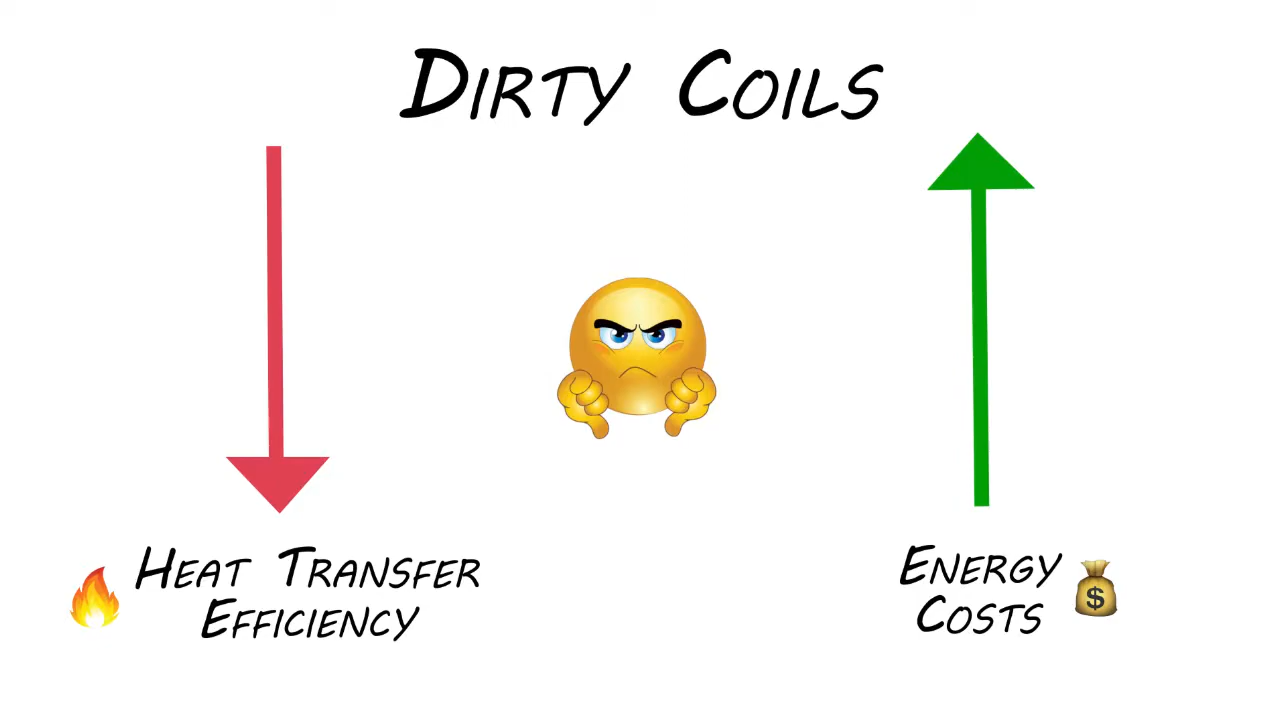 Dirty Coils
Heat Transfer
Efficiency
Energy
Costs
$